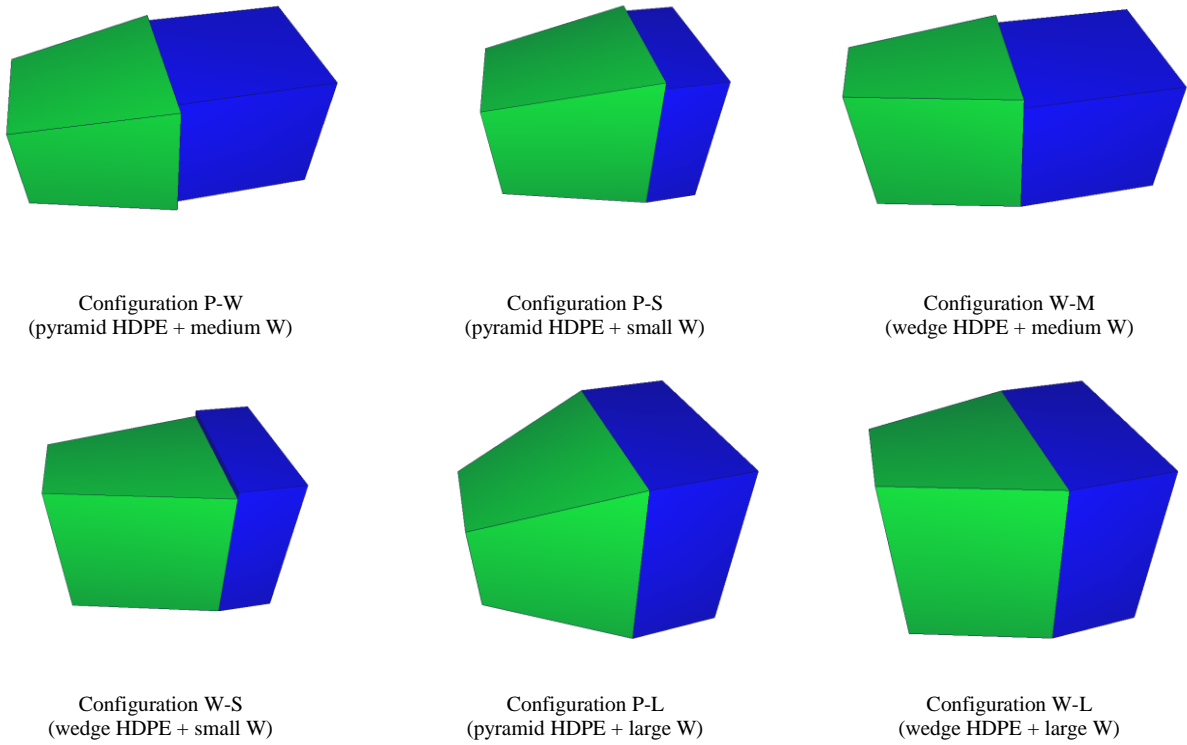 Configuration P-W
(pyramid HDPE + medium W)
Configuration P-S
(pyramid HDPE + small W)
Configuration W-M
(wedge HDPE + medium W)
Configuration W-S
(wedge HDPE + small W)
Configuration P-L
(pyramid HDPE + large W)
Configuration W-L
(wedge HDPE + large W)